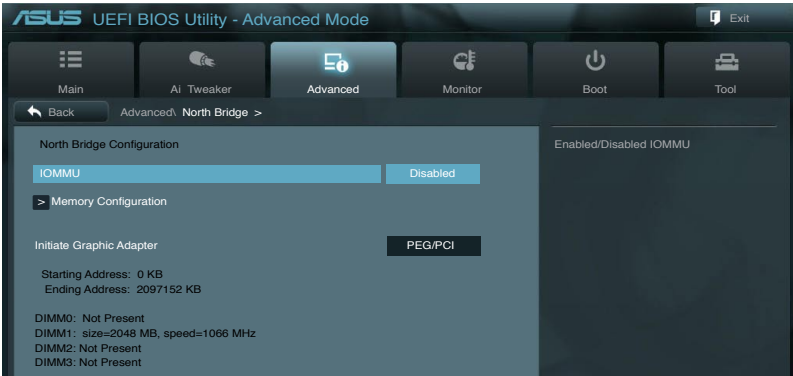 ASUS UEFI BIOS Utility - Advanced Mode
Exit
Main
Ai Tweaker
Advanced
Monitor
Boot
Tool
Back
Advanced\ North Bridge >
North Bridge Configuration
Enabled/Disabled IOMMU
IOMMU Disabled
> Memory Configuration
Initiate Graphic Adapter PEG/PCI
Starting Address: 0 KB
Ending Address: 2097152 KB
DIMM0: Not Present
DIMM1: size=2048 MB, speed=1066 MHz
DIMM2: Not Present
DIMM3: Not Present